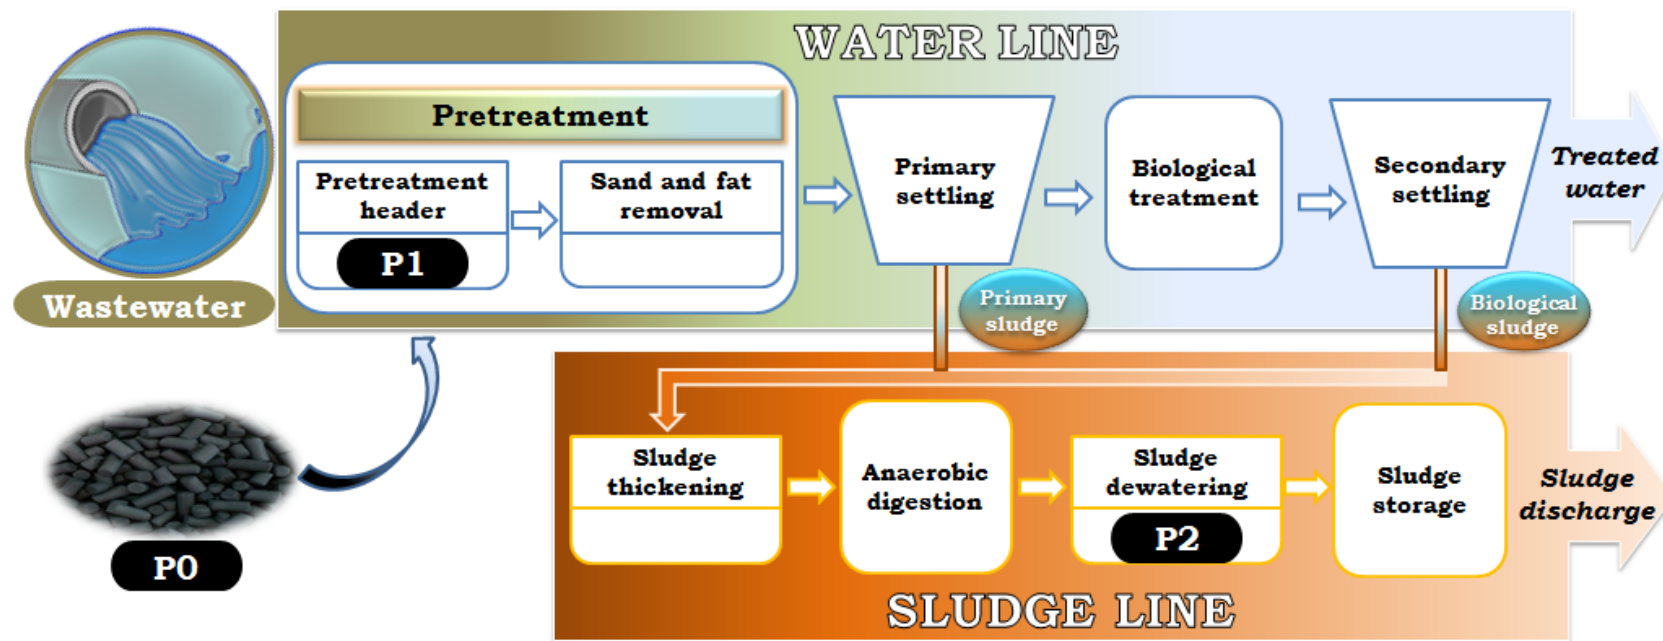 WATER LINE
Pretreatment
Pretreatment
header
P1
Sand and fat
removal
Primary
settling
Biological
treatment
Secondary
settling
Treated
water
Wastewater
Primary
sludge
Biological
sludge
P0
Sludge
thickening
Anaerobic
digestion
Sludge
dewatering
P2
Sludge
storage
Sludge
discharge
SLUDGE LINE